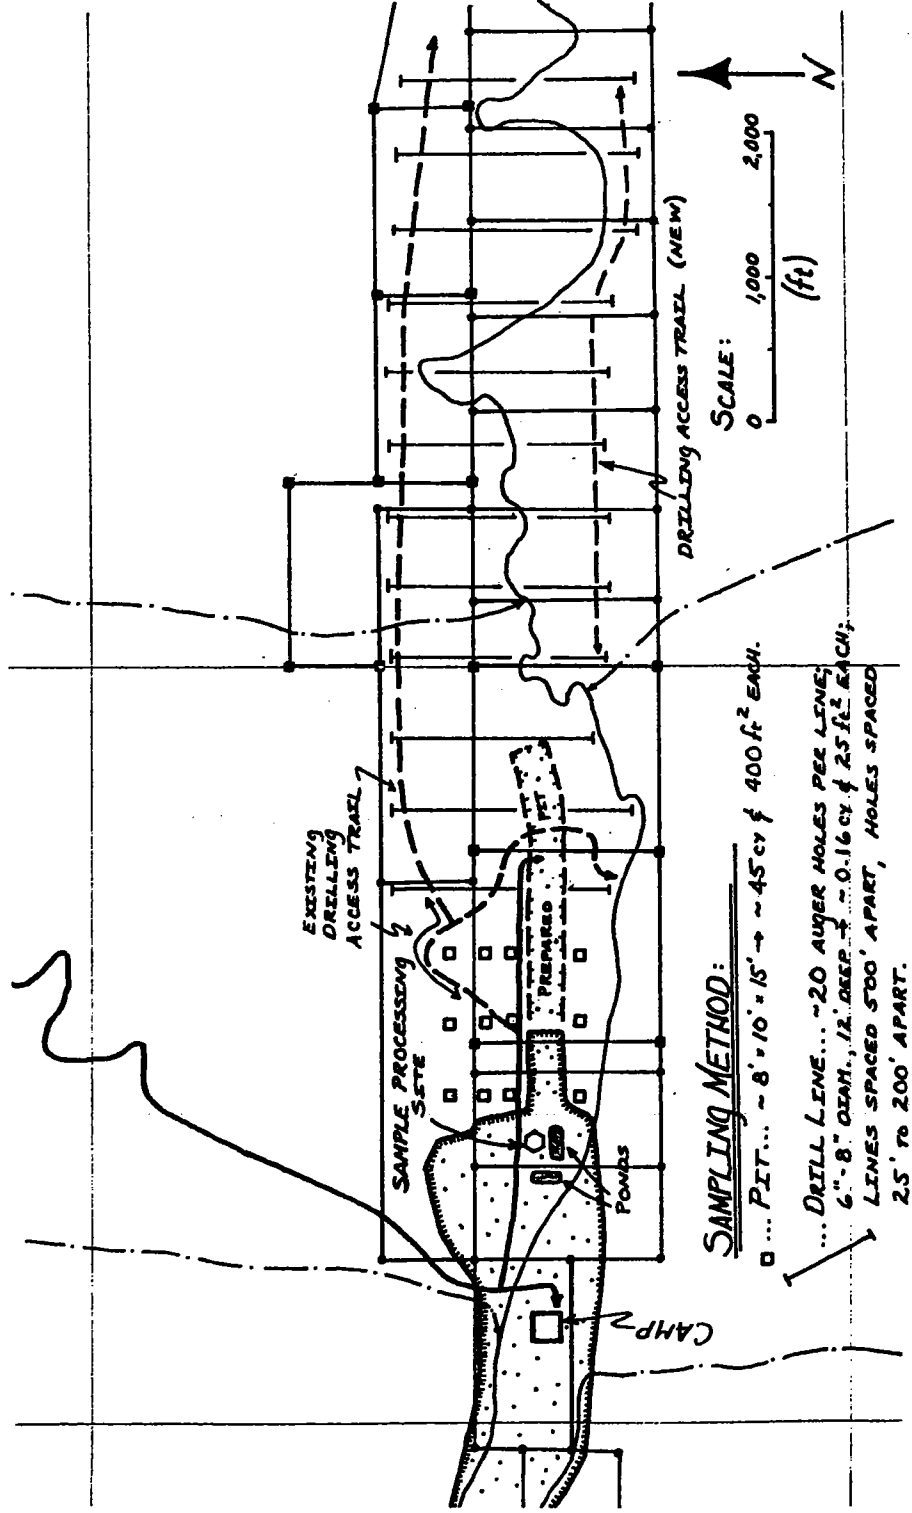 EXISTING
DRILLING
ACCESS TRAIL
SAMPLE PROCESSING
SITE
PREPARED
PIT
PONDS
CAMP
DRILLING ACCESS TRAIL (NEW)
SCALE:
0 1,000 2,000
(ft)
N
SAMPLING METHOD:
... PIT... ~ 8' x 10' x 15' → ~ 45 CY & 400 ft² EACH.
... DRILL LINE... ~20 AUGER HOLES PER LINE;
6"-8" DIAM., 12' DEEP → ~ 0.16 CY & 25 ft² EACH;
LINES SPACED 500' APART, HOLES SPACED
25' TO 200' APART.